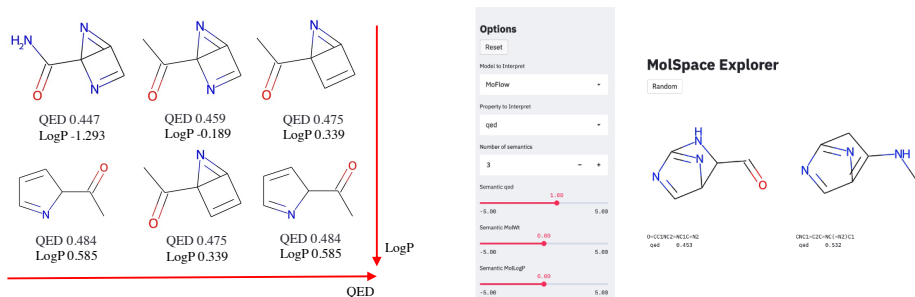 H₂N
N
O
N
QED 0.447
LogP -1.293
N
O
N
QED 0.459
LogP -0.189
N
O
QED 0.475
LogP 0.339
O
N
QED 0.484
LogP 0.585
N
O
QED 0.475
LogP 0.339
O
N
QED 0.484
LogP 0.585
LogP
QED
Options
Reset
Model to Interpret
MoFlow
Property to Interpret
qed
Number of semantics
3 - +
Semantic qed
1.00
-5.00 5.00
Semantic MolWt
0.00
-5.00 5.00
Semantic MolLogP
0.00
-5.00 5.00
MolSpace Explorer
Random
H
N
N
N
O
O=CC1NC2=NC1C=N2
qed 0.453
N
N
NH
CNC1=C2C=NC(=N2)C1
qed 0.532